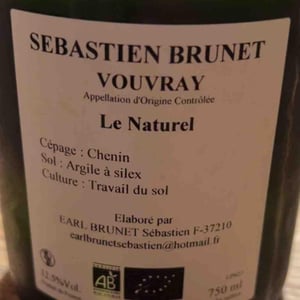 SEBASTIEN BRUNET
VOUVRAY
Appellation d'Origine Contrôlée
Le Naturel
Cépage : Chenin
Sol : Argile à silex
Culture : Travail du sol
Elaboré par
EARL BRUNET Sébastien F-37210
earlbrunetsebastien@hotmail.fr
12.5%Vol.
AB
750 ml